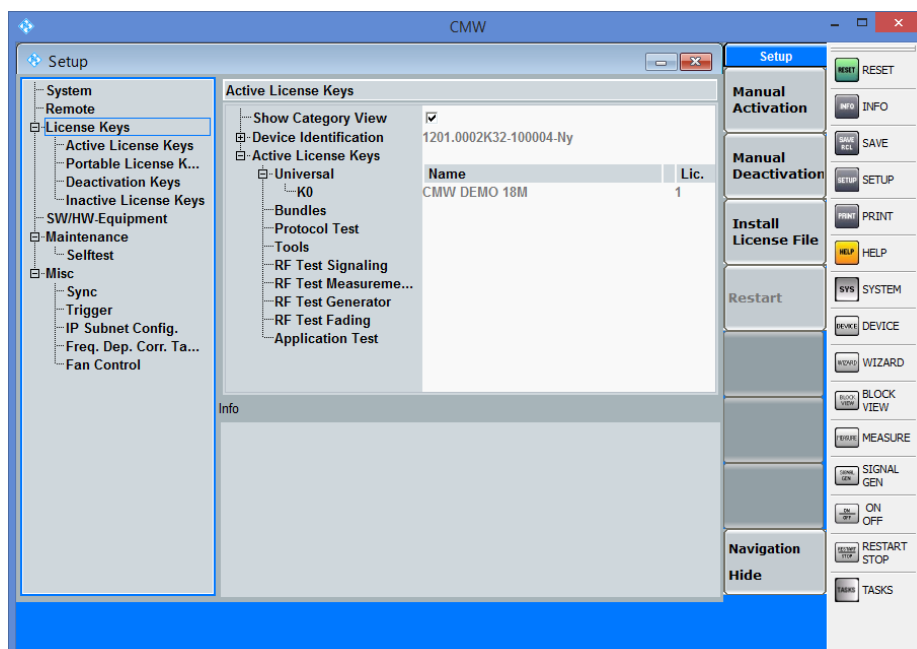 CMW
Setup
System
Remote
License Keys
Active License Keys
Portable License K...
Deactivation Keys
Inactive License Keys
SW/HW-Equipment
Maintenance
Selftest
Misc
Sync
Trigger
IP Subnet Config.
Freq. Dep. Corr. Ta...
Fan Control
Active License Keys
Show Category View
Device Identification 1201.0002K32-100004-Ny
Active License Keys
Universal Name Lic.
K0 CMW DEMO 18M 1
Bundles
Protocol Test
Tools
RF Test Signaling
RF Test Measureme...
RF Test Generator
RF Test Fading
Application Test
Info
Setup
Manual
Activation
Manual
Deactivation
Install
License File
Restart
Navigation
Hide
RESET RESET
INFO INFO
SAVE
RCL
SAVE
SETUP SETUP
PRINT PRINT
HELP HELP
SYS SYSTEM
DEVICE DEVICE
WIZARD WIZARD
BLOCK
VIEW
BLOCK
VIEW
MEASURE MEASURE
SIGNAL
GEN
SIGNAL
GEN
ON
OFF
ON
OFF
RESTART
STOP
RESTART
STOP
TASKS TASKS